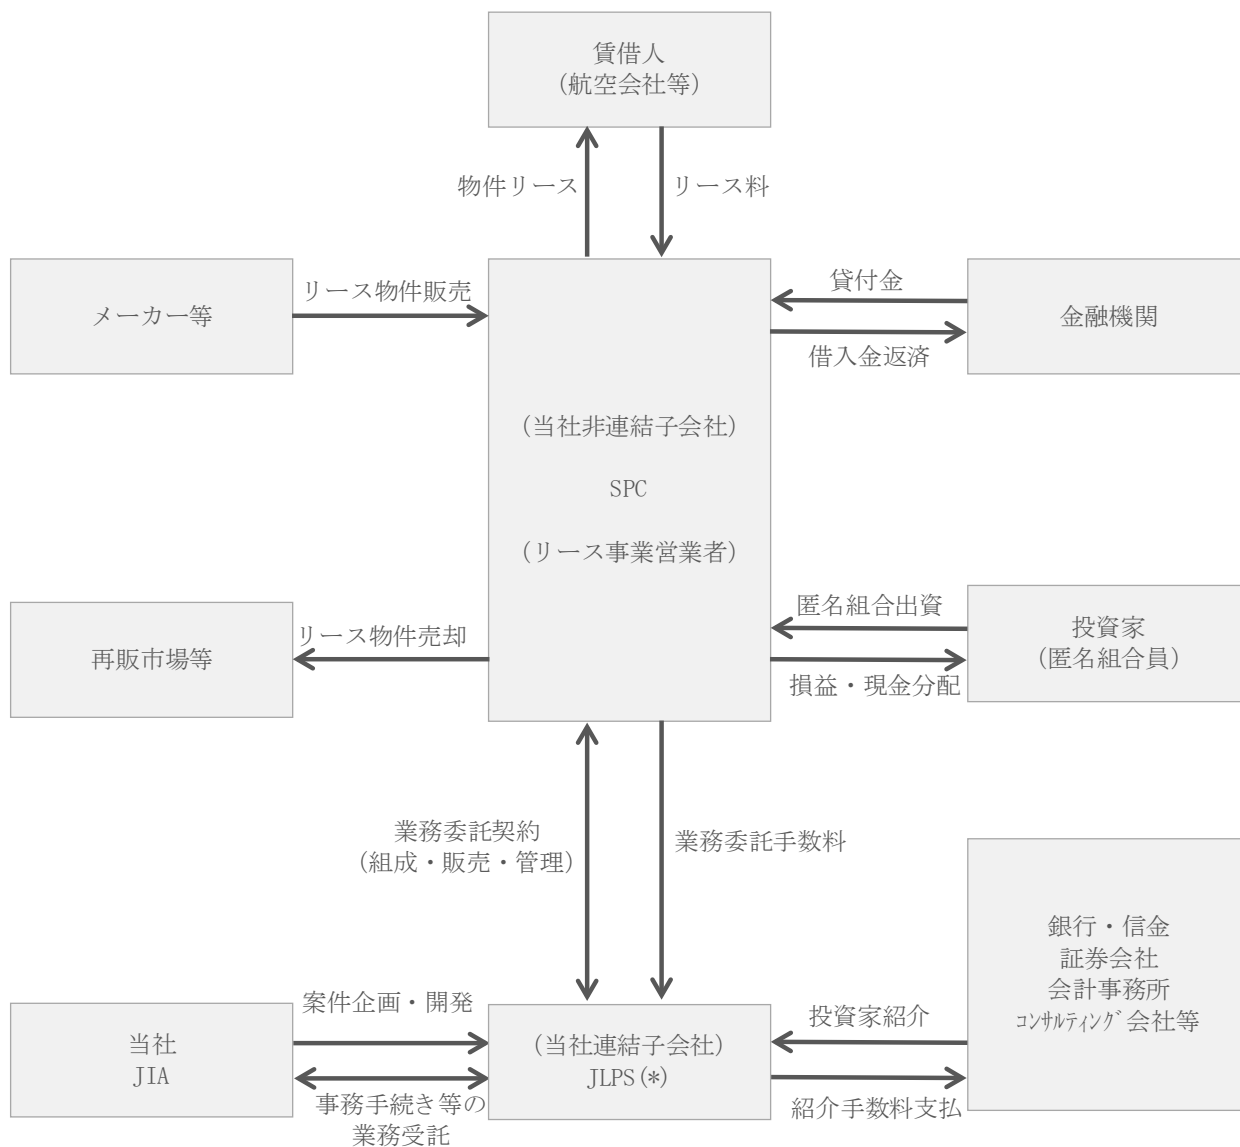 賃借人
(航空会社等)
物件リース
リース料
メーカー等
リース物件販売
貸付金
金融機関
借入金返済
(当社非連結子会社)
SPC
(リース事業営業者)
匿名組合出資
投資家
(匿名組合員)
再販市場等
リース物件売却
損益・現金分配
業務委託契約
(組成・販売・管理)
業務委託手数料
銀行・信金
証券会社
会計事務所
ｺﾝｻﾙﾃｨﾝｸﾞ会社等
案件企画・開発
投資家紹介
当社
JIA
(当社連結子会社)
JLPS(*)
事務手続き等の
業務受託
紹介手数料支払